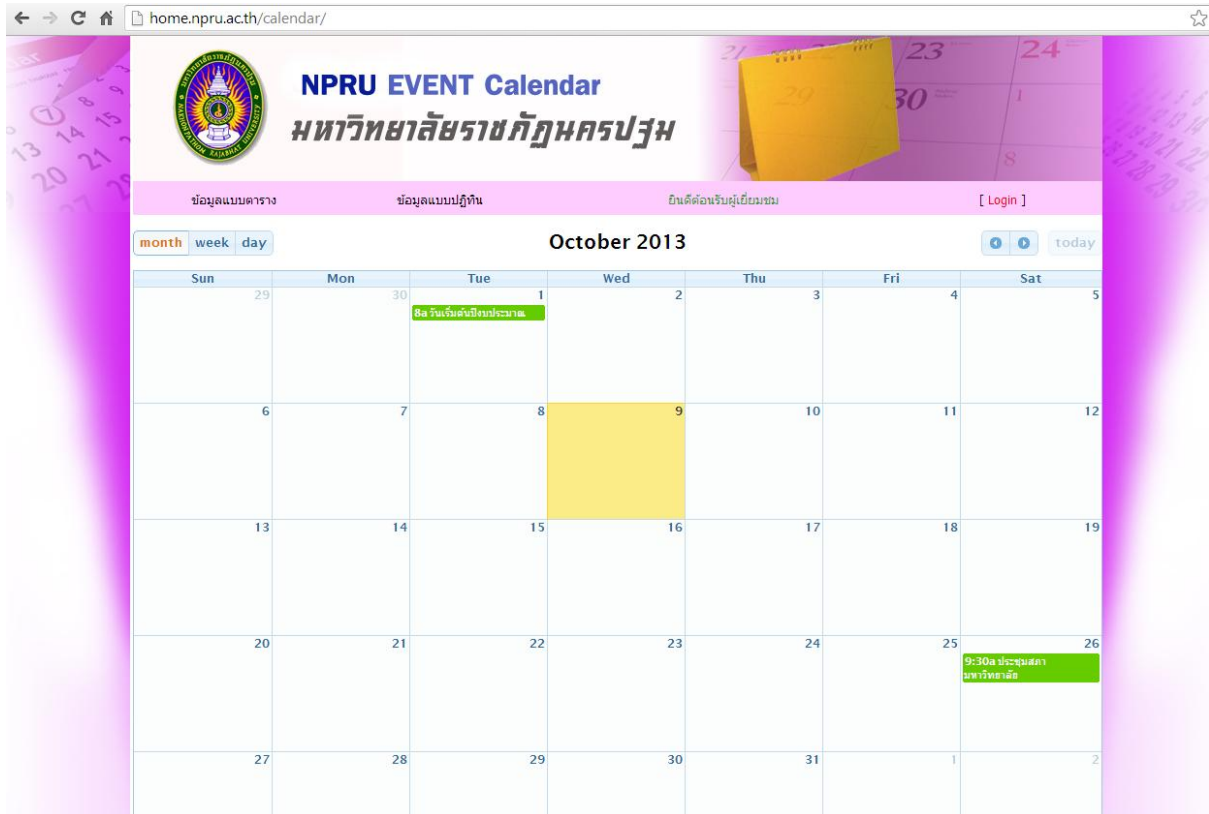 home.npru.ac.th/calendar/
NPRU EVENT Calendar
มหาวิทยาลัยราชภัฏนครปฐม
21 23 24
29 30 1
8
ข้อมูลแบบตาราง ข้อมูลแบบปฏิทิน ยินดีต้อนรับผู้เยี่ยมชม [ Login ]
month week day October 2013 today
Sun Mon Tue Wed Thu Fri Sat
29 30 1 2 3 4 5
8a วันเริ่มต้นปีงบประมาณ
6 7 8 9 10 11 12
13 14 15 16 17 18 19
20 21 22 23 24 25 26
9:30a ประชุมสภา
มหาวิทยาลัย
27 28 29 30 31 1 2